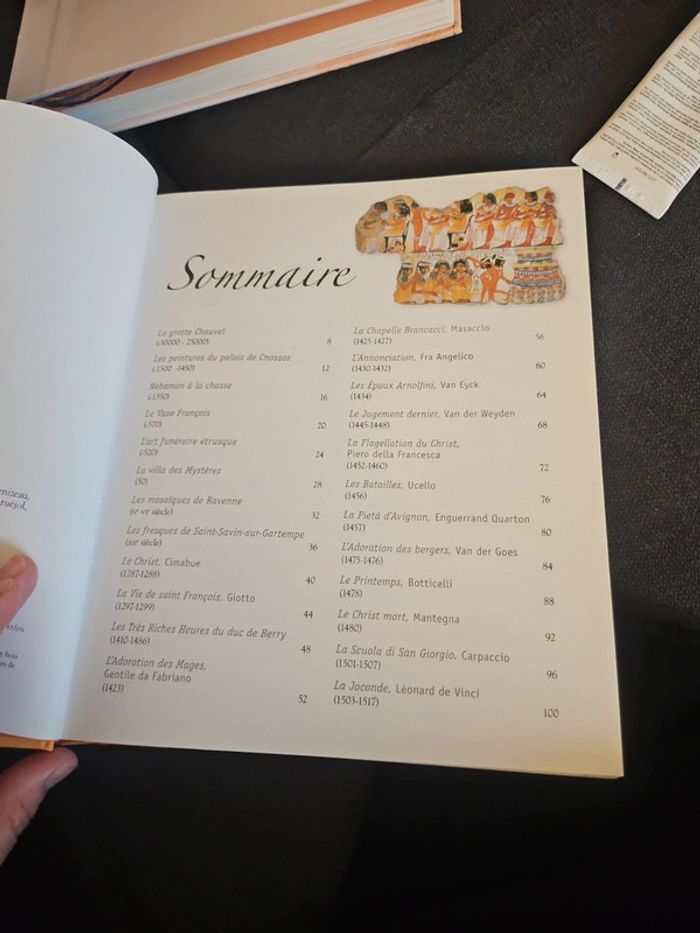 Sommaire
La grotte Chauvet
(-30000 - 25000) 8
Les peintures du palais de Cnossos
(-1500 -1450) 12
Nebamon à la chasse
(-1350) 16
Le Vase François
(-570) 20
L'art funéraire étrusque
(-520) 24
La villa des Mystères
(50) 28
Les mosaïques de Ravenne
(Vᵉ-VIᵉ siècle) 32
Les fresques de Saint-Savin-sur-Gartempe
(XIIᵉ siècle) 36
Le Christ, Cimabue
(1287-1288) 40
La Vie de saint François, Giotto
(1297-1299) 44
Les Très Riches Heures du duc de Berry
(1410-1486) 48
L'Adoration des Mages,
Gentile da Fabriano
(1423) 52
La Chapelle Brancacci, Masaccio
(1425-1427) 56
L'Annonciation, Fra Angelico
(1430-1432) 60
Les Époux Arnolfini, Van Eyck
(1434) 64
Le Jugement dernier, Van der Weyden
(1445-1448) 68
La Flagellation du Christ,
Piero della Francesca
(1452-1460) 72
Les Batailles, Ucello
(1456) 76
La Pietà d'Avignon, Enguerrand Quarton
(1457) 80
L'Adoration des bergers, Van der Goes
(1475-1476) 84
Le Printemps, Botticelli
(1478) 88
Le Christ mort, Mantegna
(1480) 92
La Scuola di San Giorgio, Carpaccio
(1501-1507) 96
La Joconde, Léonard de Vinci
(1503-1517) 100